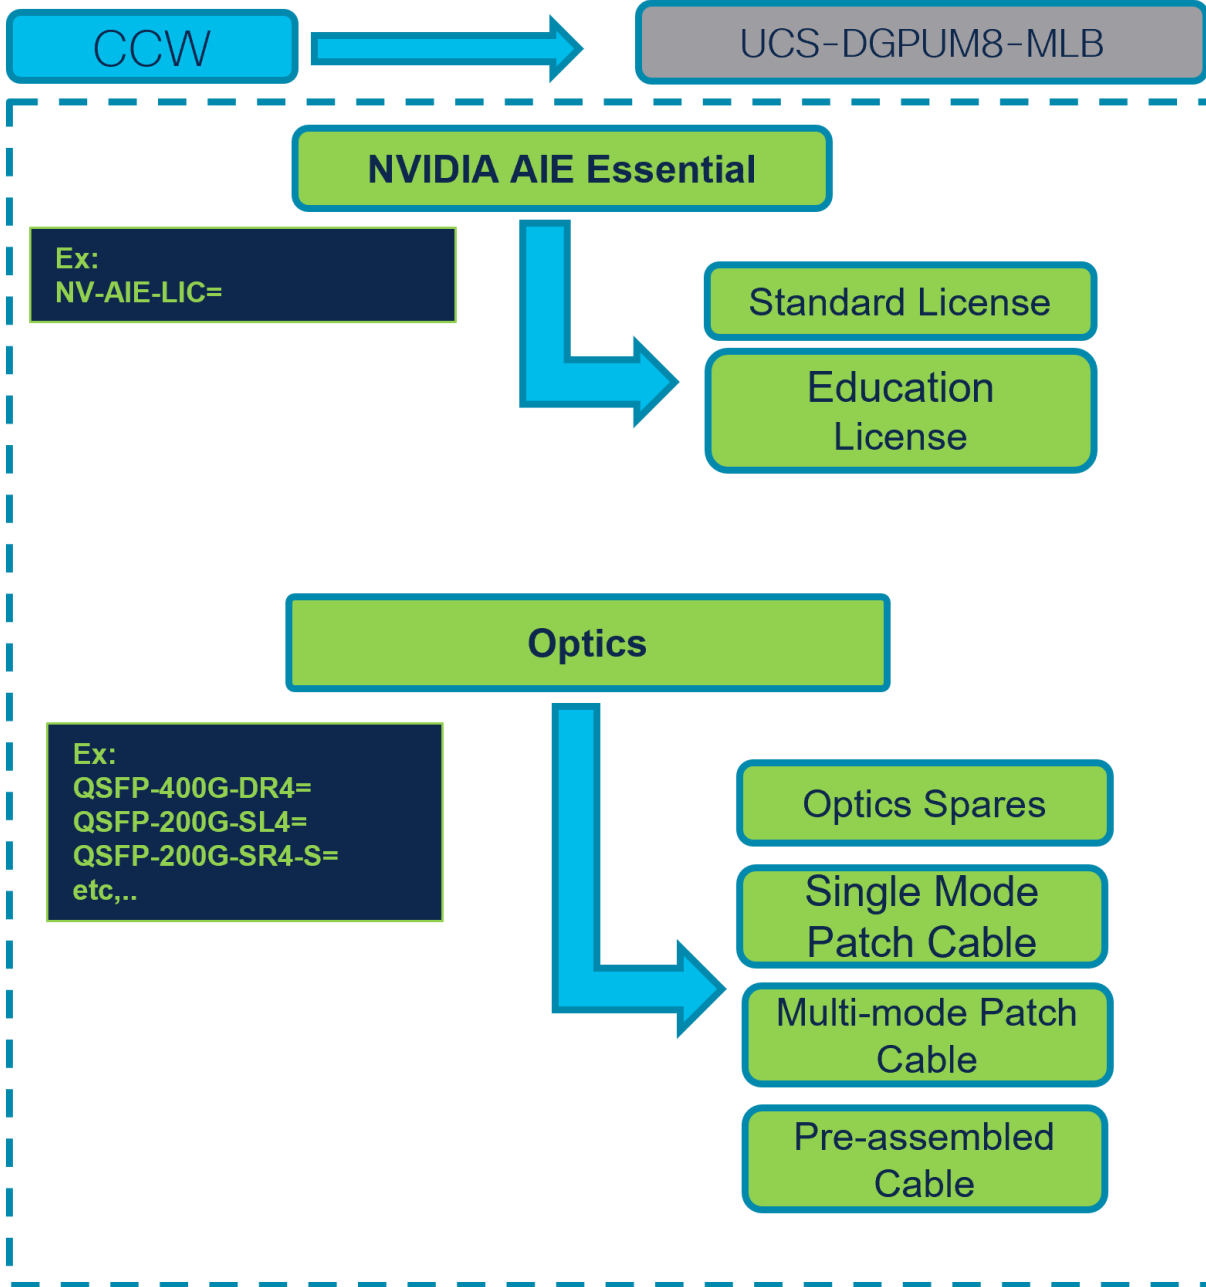 CCW
UCS-DGPUM8-MLB
NVIDIA AIE Essential
Ex:
NV-AIE-LIC=
Standard License
Education
License
Optics
Ex:
QSFP-400G-DR4=
QSFP-200G-SL4=
QSFP-200G-SR4-S=
etc,..
Optics Spares
Single Mode
Patch Cable
Multi-mode Patch
Cable
Pre-assembled
Cable